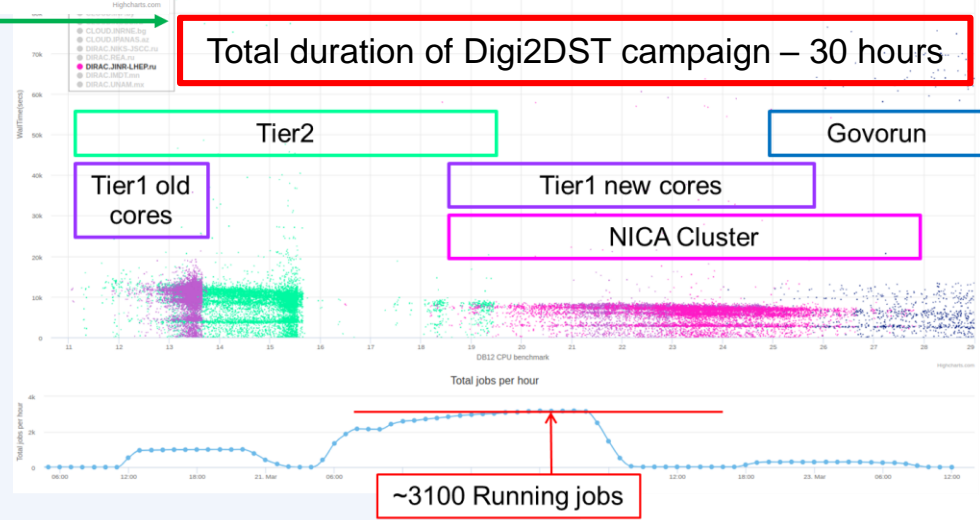 Highcharts.com
CLOUD.INRNE.bg
CLOUD.IPANAS.az
DIRAC.NIKS-JSCC.ru
DIRAC.REA.ru
DIRAC.JINR-LHEP.ru
DIRAC.IMDT.mn
DIRAC.UNAM.mx
Total duration of Digi2DST campaign – 30 hours
Tier2
Govorun
Tier1 old
cores
Tier1 new cores
NICA Cluster
WallTime(secs)
70k
60k
50k
40k
30k
20k
10k
0
11 12 13 14 15 16 17 18 19 20 21 22 23 24 25 26 27 28 29
DB12 CPU benchmark
Highcharts.com
Total jobs per hour
Total jobs per hour
4k
2k
0
06:00 12:00 18:00 21. Mar 06:00 12:00 18:00 23. Mar 06:00 12:00
~3100 Running jobs